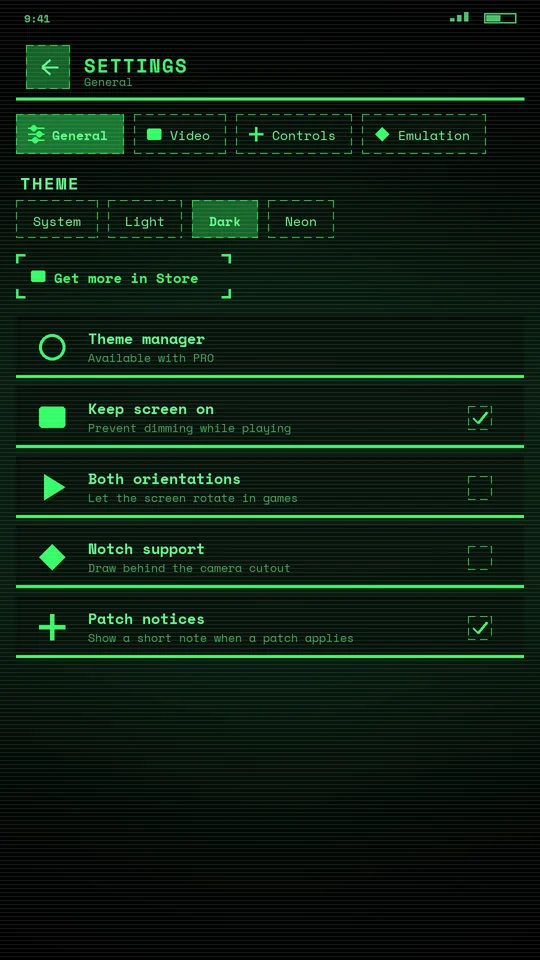 9:41
SETTINGS
General
General
Video
Controls
Emulation
THEME
System
Light
Dark
Neon
Get more in Store
Theme manager
Available with PRO
Keep screen on
Prevent dimming while playing
Both orientations
Let the screen rotate in games
Notch support
Draw behind the camera cutout
Patch notices
Show a short note when a patch applies